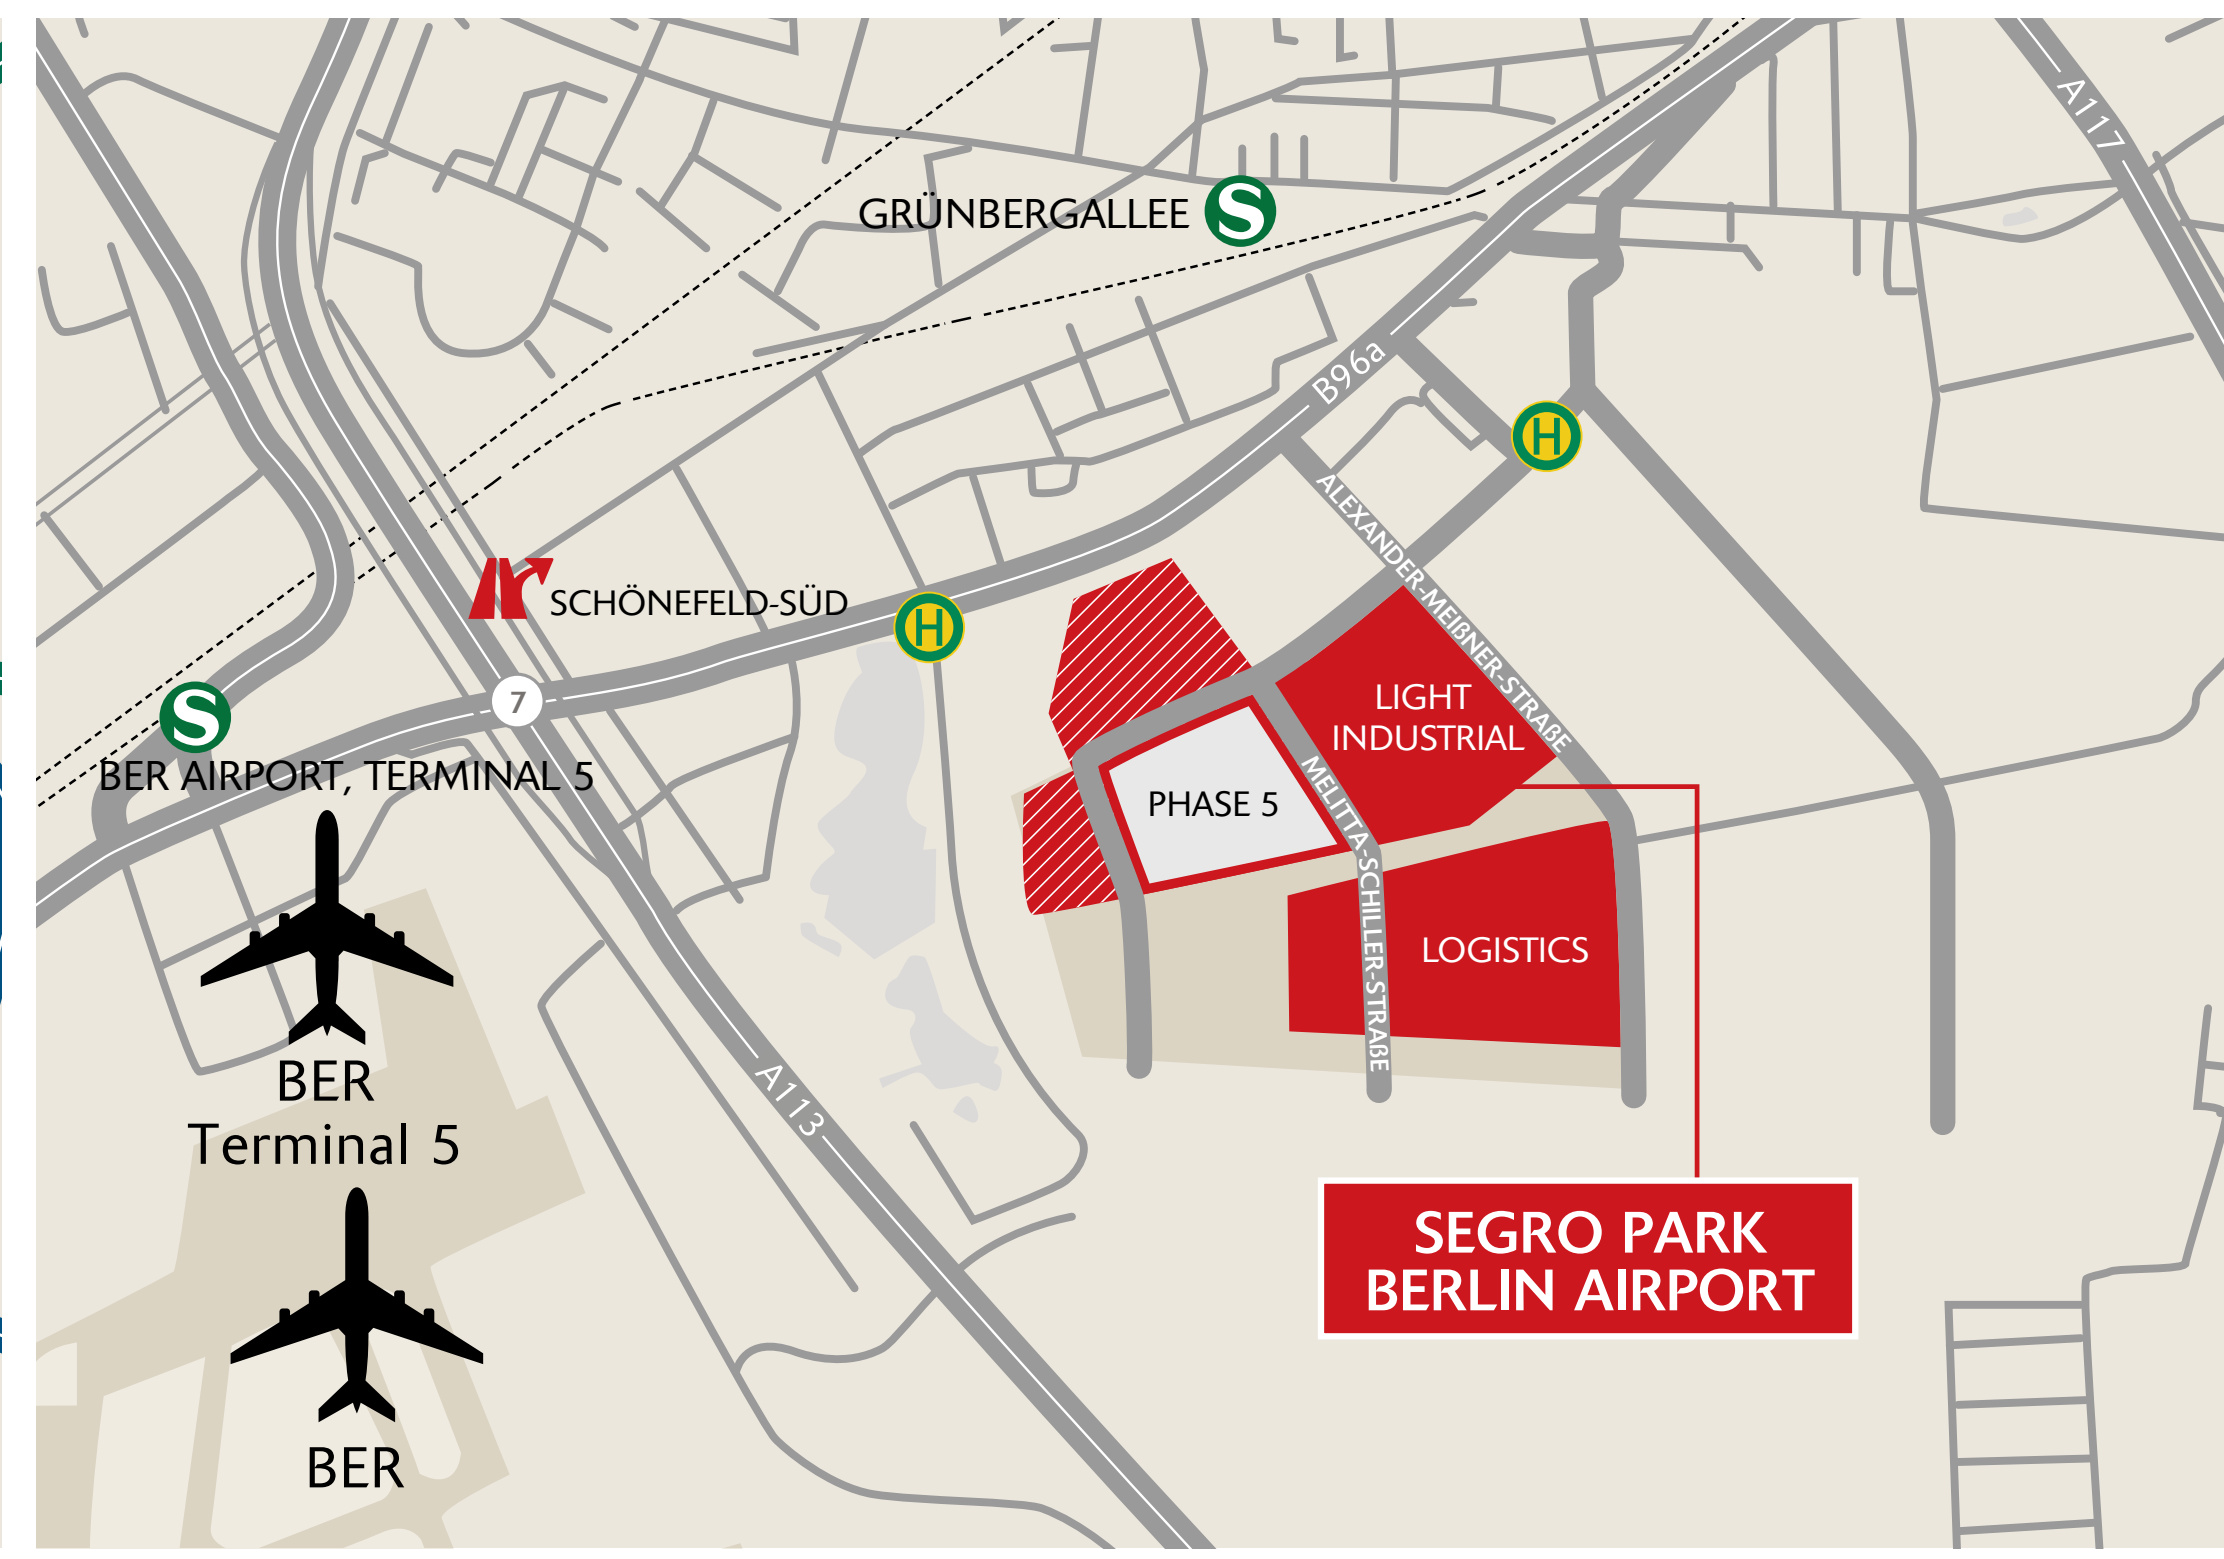 A117
GRÜNBERGALLEE S
B96a
H
ALEXANDER-MEIßNER-STRAßE
SCHÖNEFELD-SÜD
H
7
S
BER AIRPORT, TERMINAL 5
LIGHT
INDUSTRIAL
PHASE 5
MELITTA-SCHILLER-STRAßE
LOGISTICS
BER
Terminal 5
A113
SEGRO PARK
BERLIN AIRPORT
BER